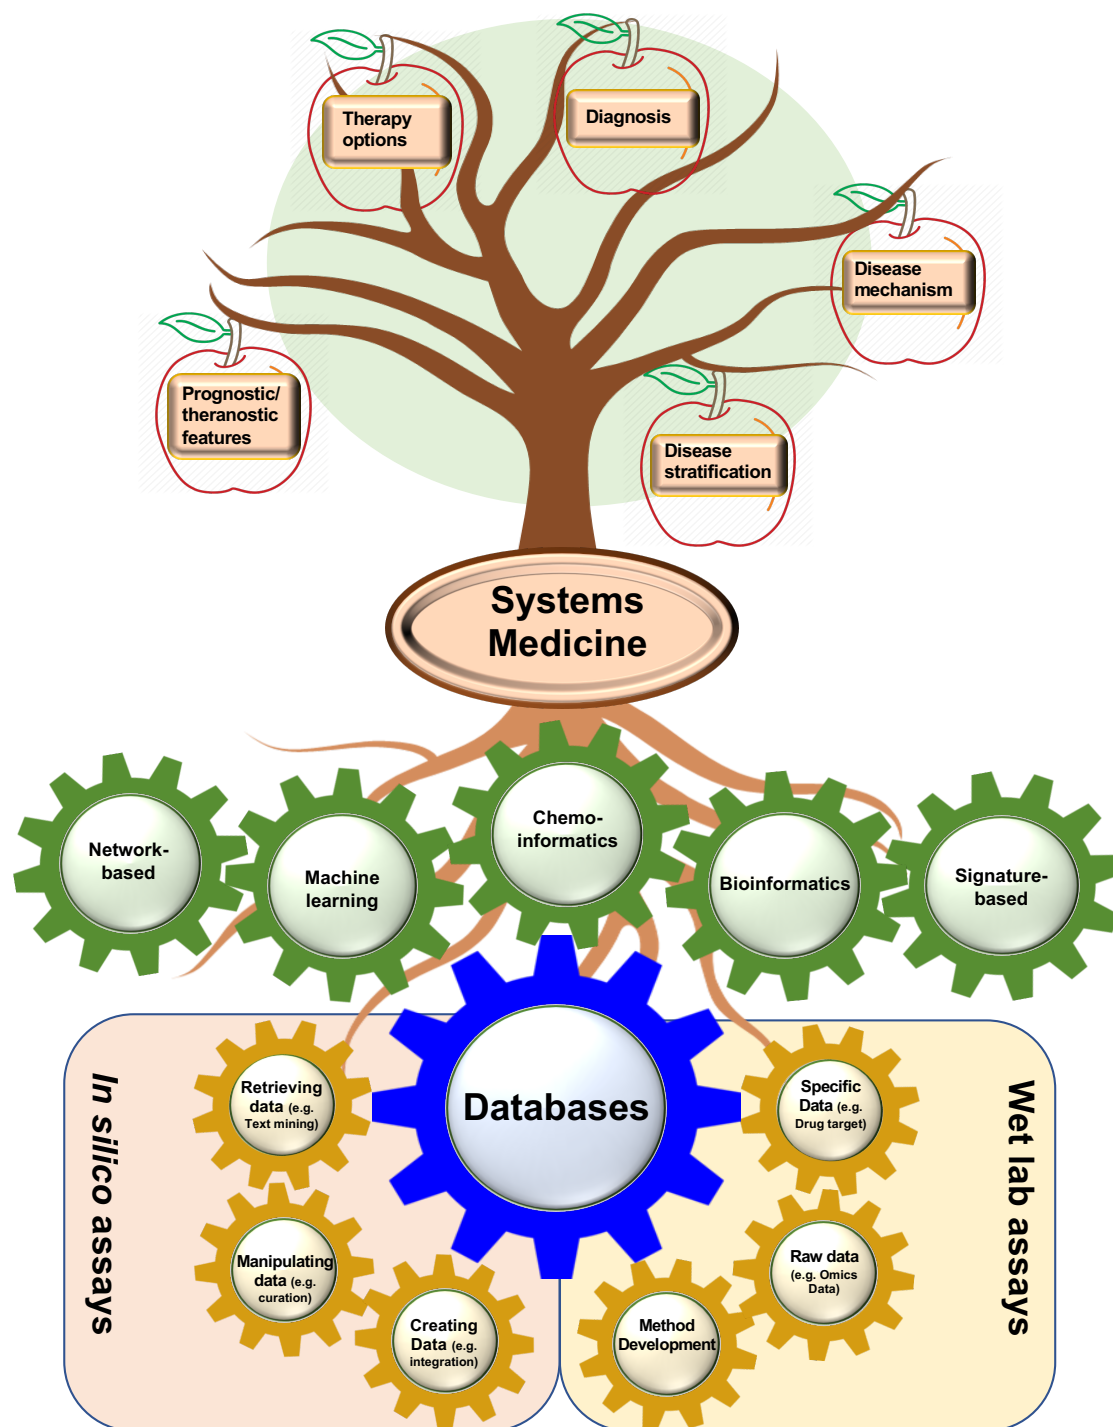 Therapy
options
Diagnosis
Disease
mechanism
Prognostic/
theranostic
features
Disease
stratification
Systems
Medicine
Network-
based
Machine
learning
Chemo-
informatics
Bioinformatics
Signature-
based
In silico assays
Retrieving
data (e.g.
Text mining)
Manipulating
data (e.g.
curation)
Creating
Data (e.g.
integration)
Databases
Specific
Data (e.g.
Drug target)
Raw data
(e.g. Omics
Data)
Method
Development
Wet lab assays